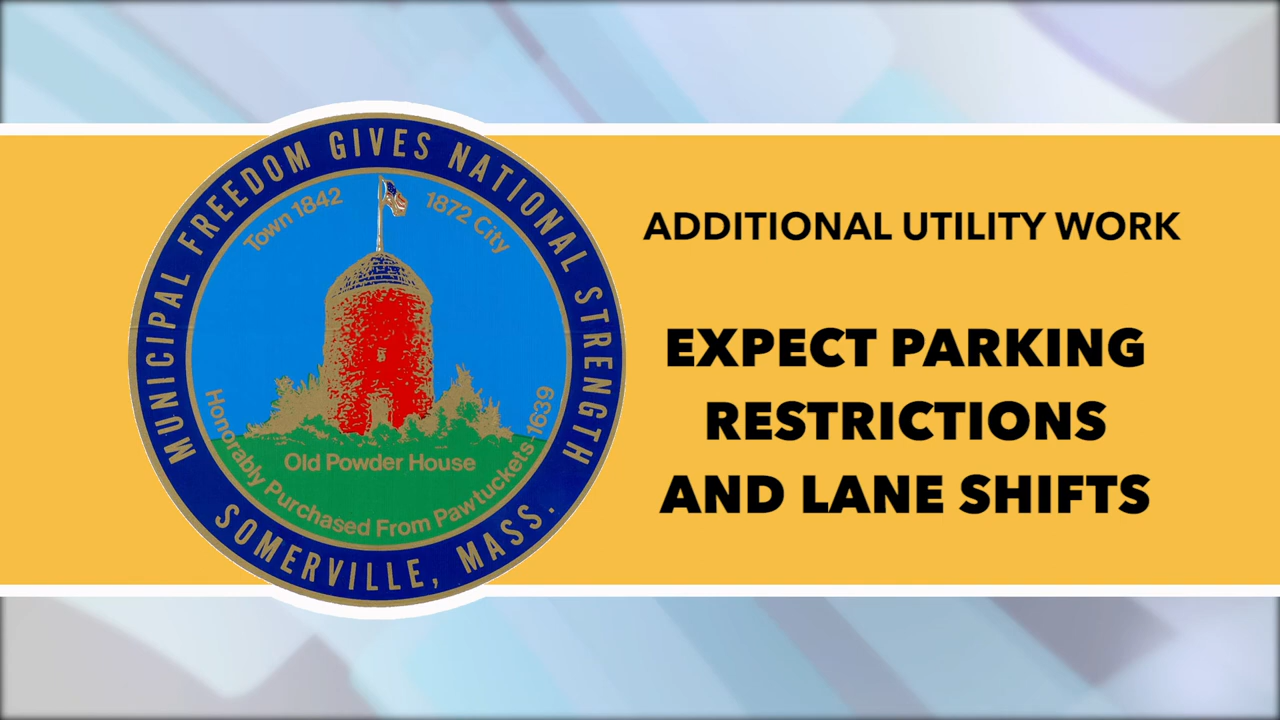 MUNICIPAL FREEDOM GIVES NATIONAL STRENGTH
Town 1842
1872 City
Old Powder House
Honorably Purchased From Pawtuckets 1639
SOMERVILLE, MASS.
ADDITIONAL UTILITY WORK
EXPECT PARKING
RESTRICTIONS
AND LANE SHIFTS